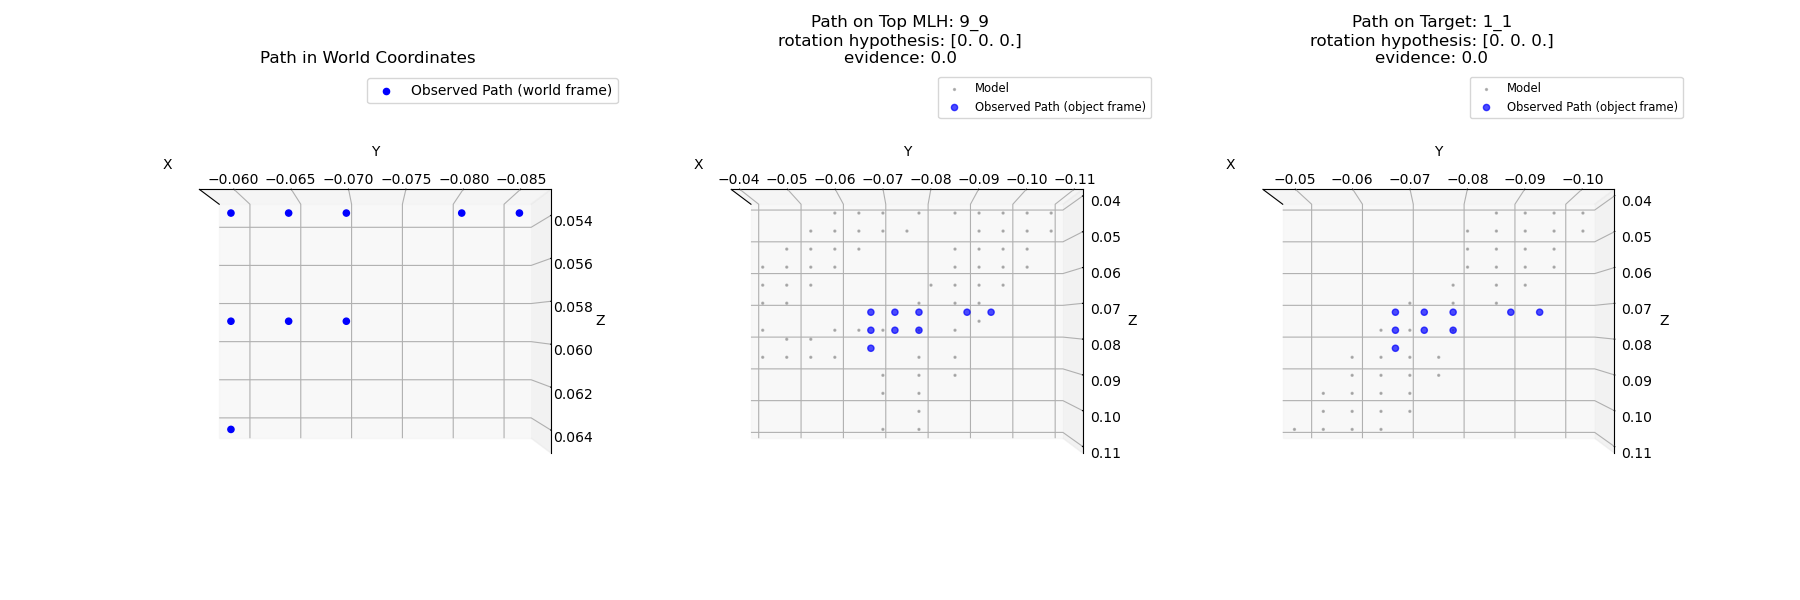 Path in World Coordinates
Observed Path (world frame)
X
Y
−0.060 −0.065 −0.070 −0.075 −0.080 −0.085
0.054
0.056
0.058
Z
0.060
0.062
0.064
Path on Top MLH: 9_9
rotation hypothesis: [0. 0. 0.]
evidence: 0.0
Model
Observed Path (object frame)
X
Y
−0.04 −0.05 −0.06 −0.07 −0.08 −0.09 −0.10 −0.11
0.04
0.05
0.06
0.07
Z
0.08
0.09
0.10
0.11
Path on Target: 1_1
rotation hypothesis: [0. 0. 0.]
evidence: 0.0
Model
Observed Path (object frame)
X
Y
−0.05 −0.06 −0.07 −0.08 −0.09 −0.10
0.04
0.05
0.06
0.07
Z
0.08
0.09
0.10
0.11